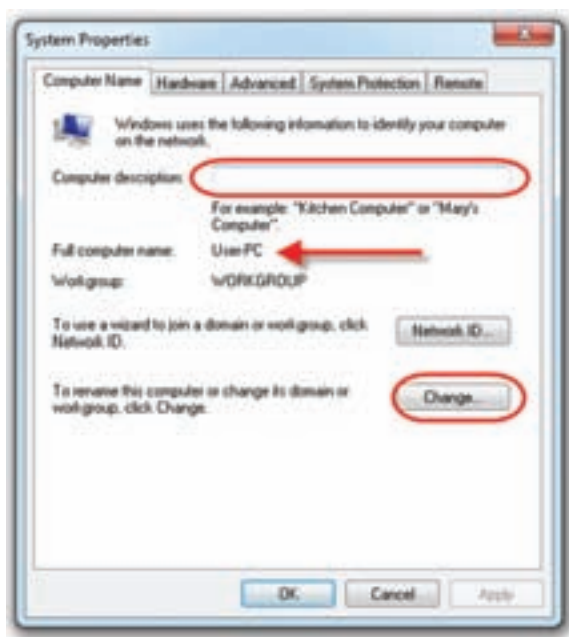 System Properties
Computer Name Hardware Advanced System Protection Remote
Windows uses the following information to identify your computer
on the network.
Computer description:
For example: "Kitchen Computer" or "Mary's
Computer".
Full computer name: User-PC
Workgroup: WORKGROUP
To use a wizard to join a domain or workgroup, click
Network ID.
Network ID...
To rename this computer or change its domain or
workgroup, click Change.
Change...
OK Cancel Apply